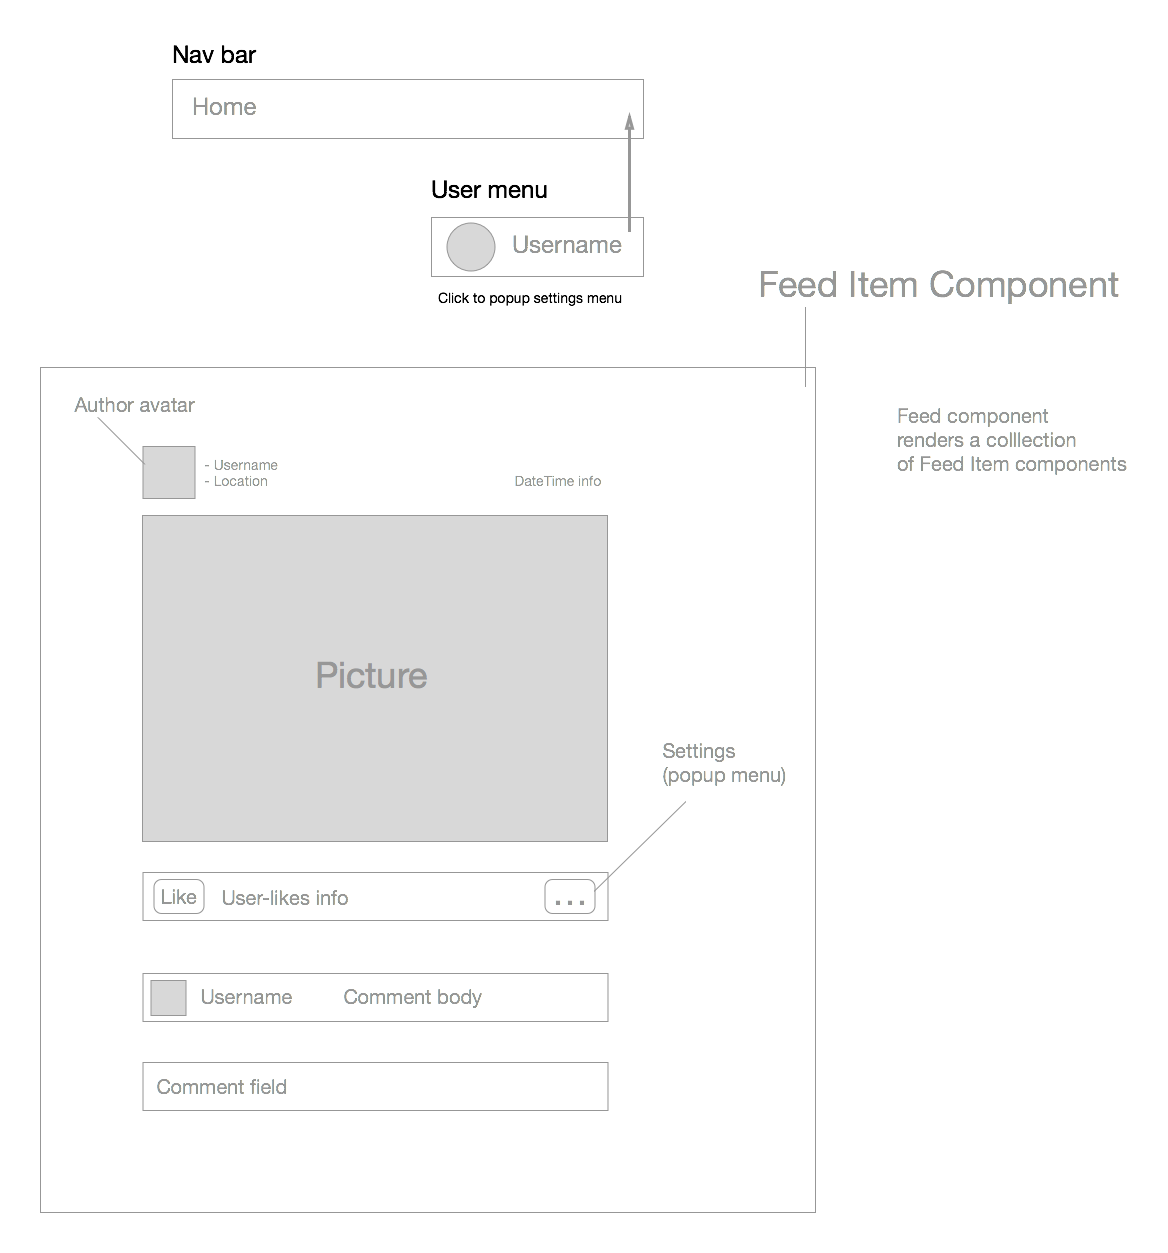 Nav bar
Home
User menu
Username
Click to popup settings menu
Feed Item Component
Author avatar
- Username
- Location
DateTime info
Feed component
renders a colllection
of Feed Item components
Picture
Settings
(popup menu)
Like
User-likes info
...
Username
Comment body
Comment field